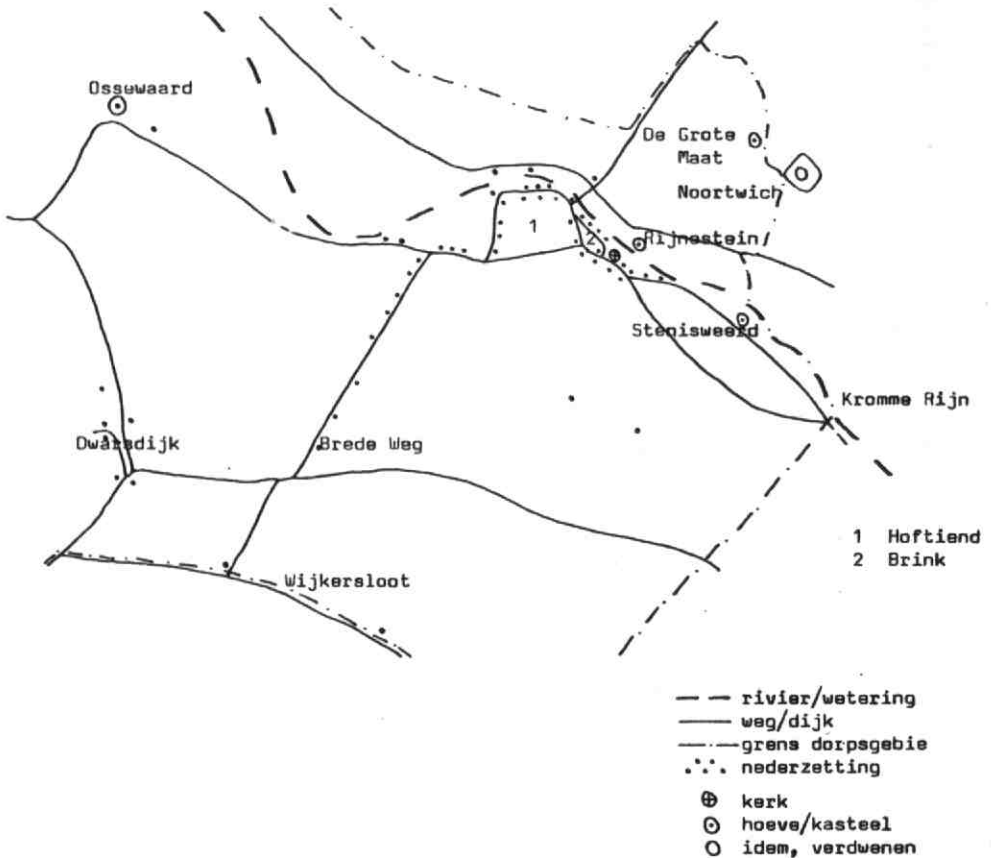 Ossewaard
De Grote
Maat
Noortwich
1
2
Rijnestein/
Stenisweerd
Kromme Rijn
Dwarsdijk
Brede Weg
1 Hoftiend
2 Brink
Wijkersloot
rivier/wetering
weg/dijk
grens dorpsgebie
nederzetting
kerk
hoeve/kasteel
idem, verdwenen